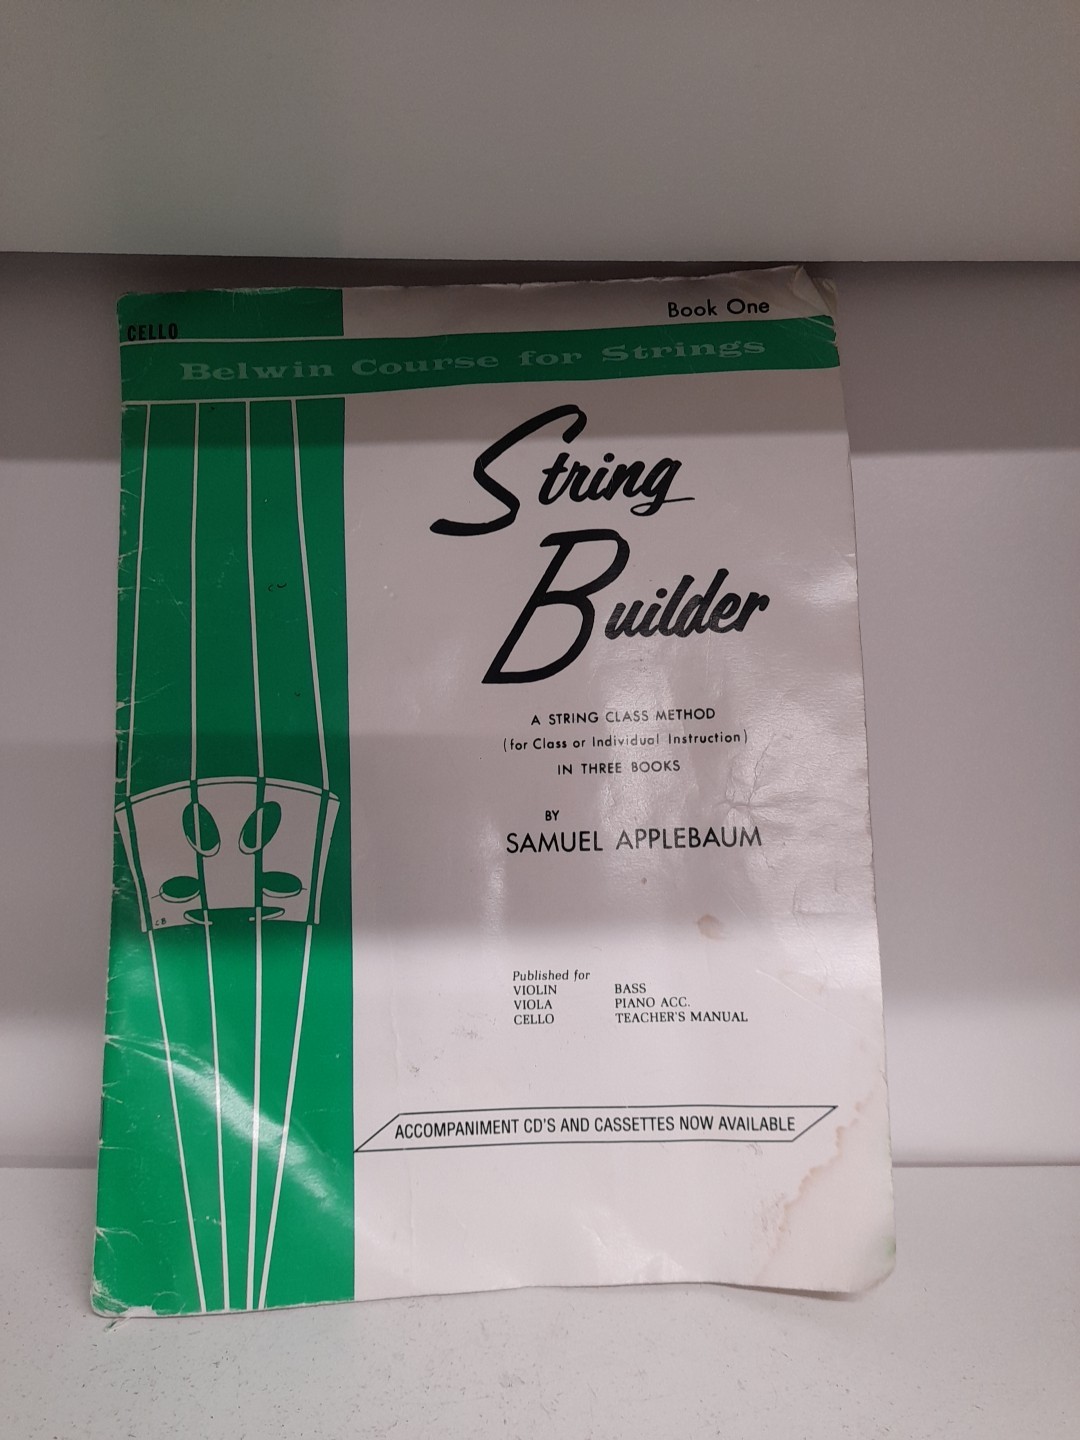 Book One
CELLO
Belwin Course for Strings
String
Builder
A STRING CLASS METHOD
(for Class or Individual Instruction)
IN THREE BOOKS
BY
SAMUEL APPLEBAUM
Published for
VIOLIN BASS
VIOLA PIANO ACC.
CELLO TEACHER'S MANUAL
CB
ACCOMPANIMENT CD'S AND CASSETTES NOW AVAILABLE